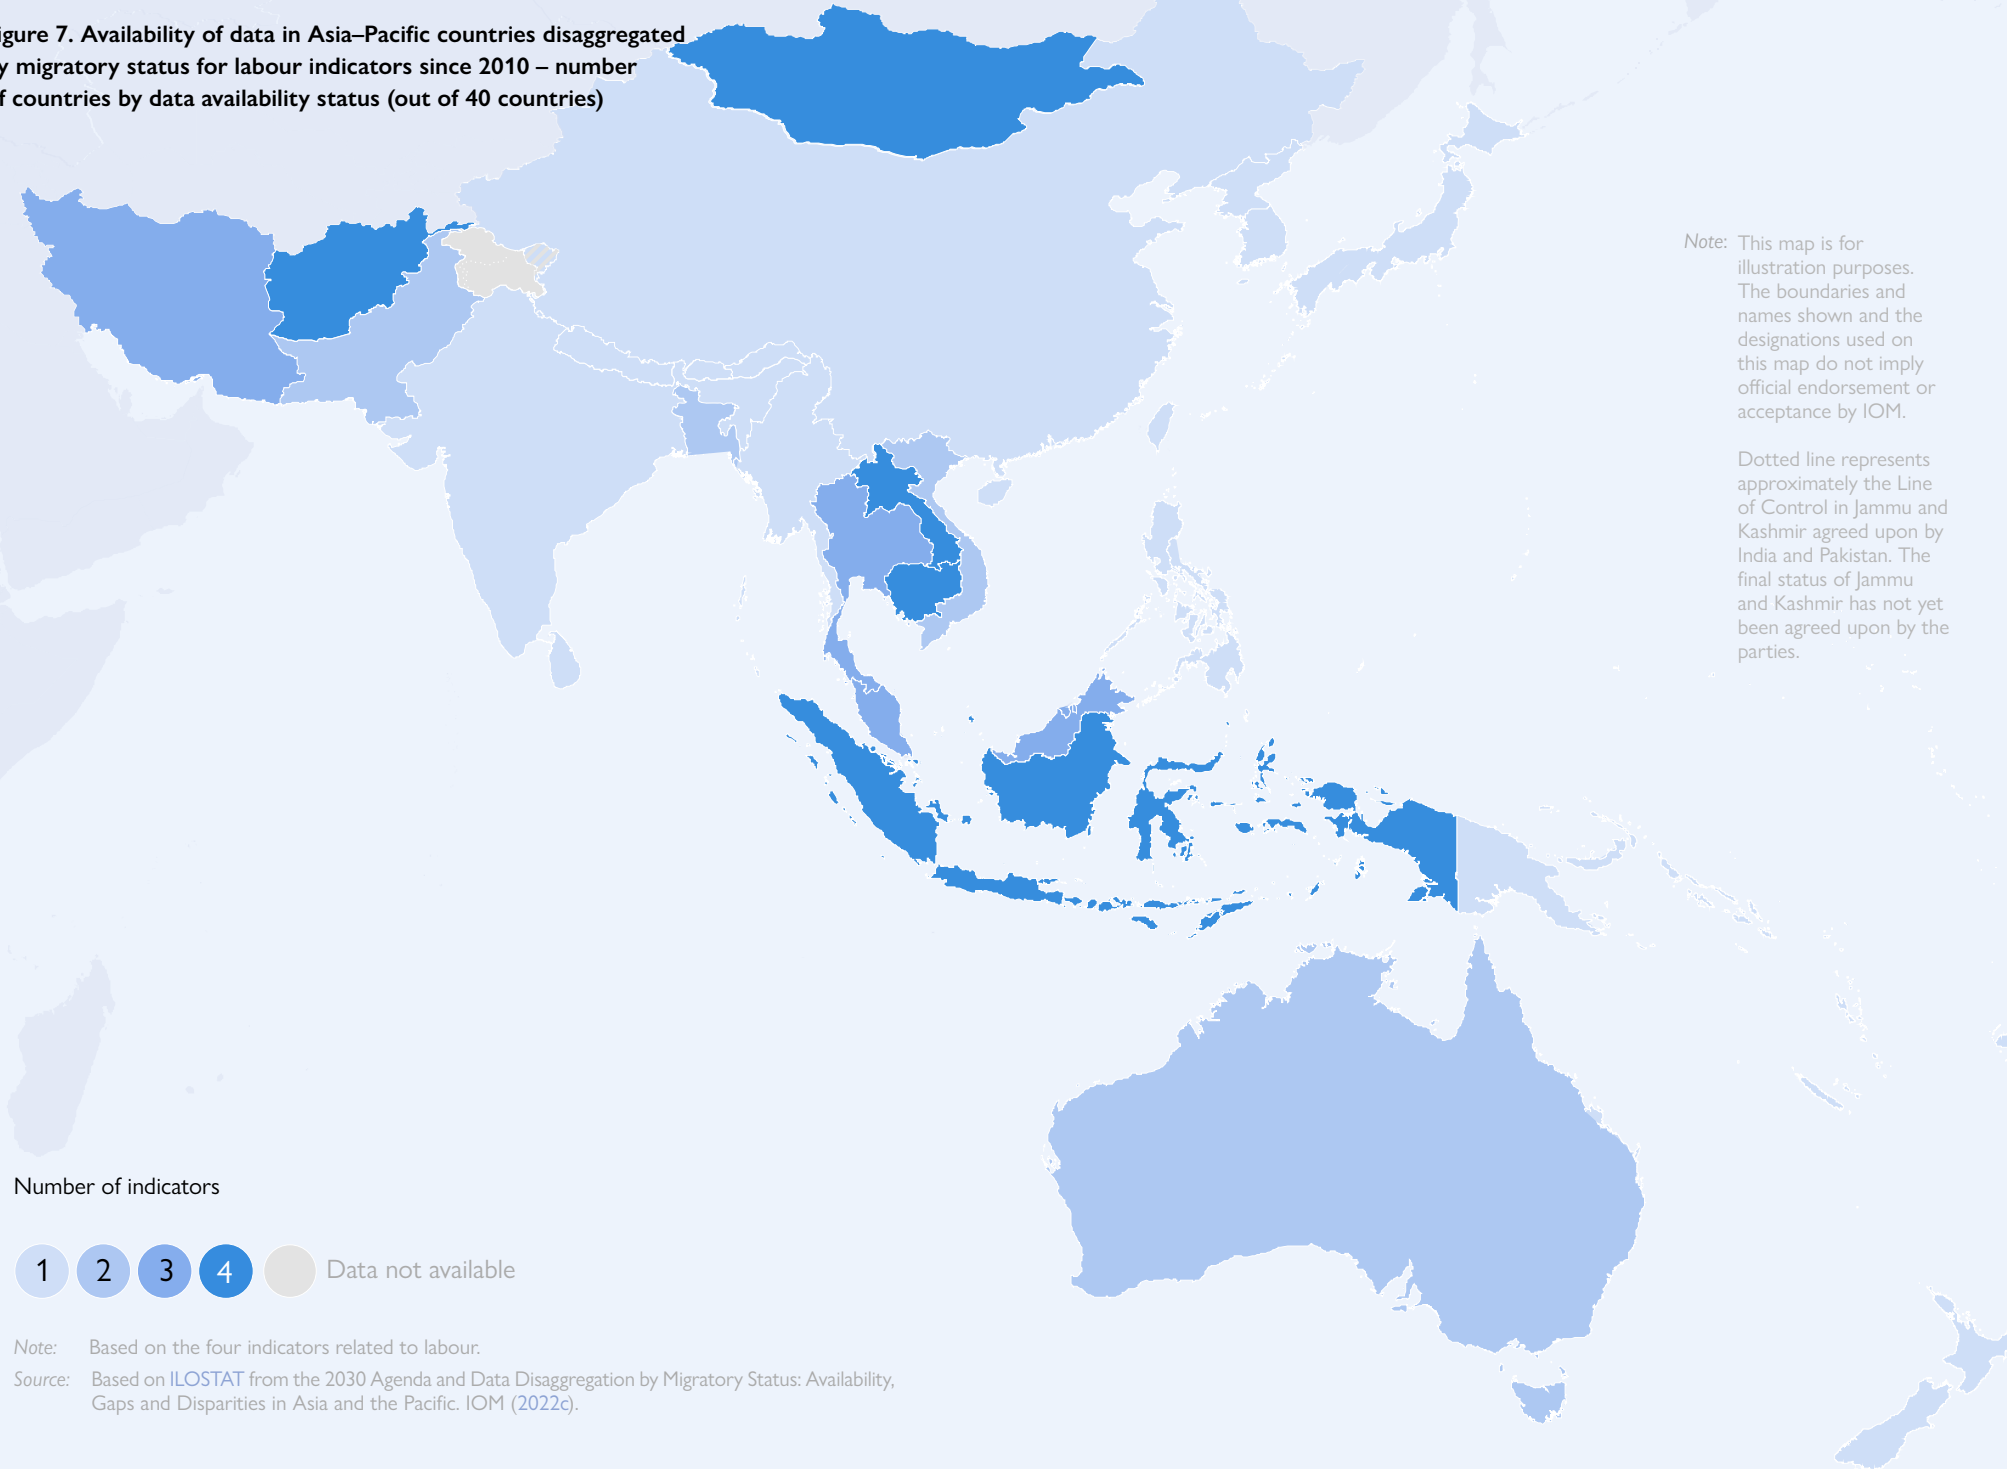 igure 7. Availability of data in Asia–Pacific countries disaggregated
y migratory status for labour indicators since 2010 – number
f countries by data availability status (out of 40 countries)
Note: This map is for
illustration purposes.
The boundaries and
names shown and the
designations used on
this map do not imply
official endorsement or
acceptance by IOM.
Dotted line represents
approximately the Line
of Control in Jammu and
Kashmir agreed upon by
India and Pakistan. The
final status of Jammu
and Kashmir has not yet
been agreed upon by the
parties.
Number of indicators
1 2 3 4 Data not available
Note: Based on the four indicators related to labour.
Source: Based on ILOSTAT from the 2030 Agenda and Data Disaggregation by Migratory Status: Availability,
Gaps and Disparities in Asia and the Pacific. IOM (2022c).